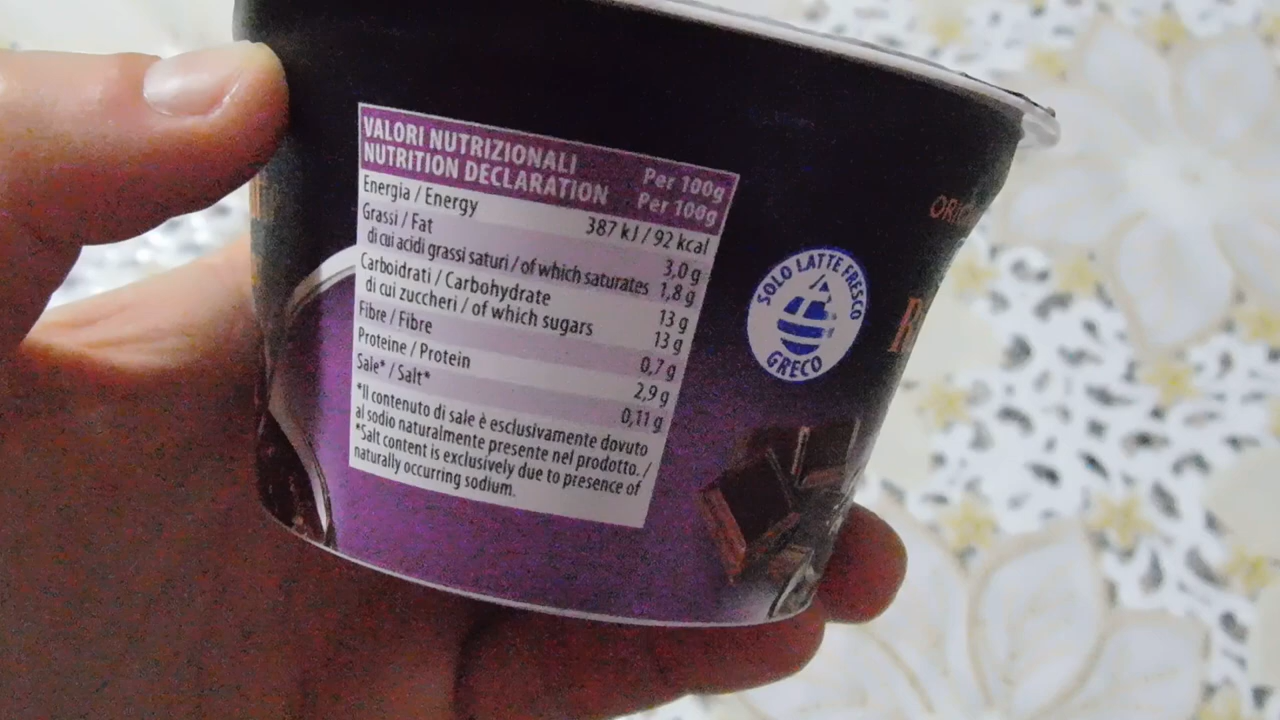 VALORI NUTRIZIONALI Per 100g
NUTRITION DECLARATION Per 100g
Energia / Energy 387 kJ / 92 kcal
Grassi / Fat 3,0 g
di cui acidi grassi saturi / of which saturates 1,8 g
Carboidrati / Carbohydrate 13 g
di cui zuccheri / of which sugars 13 g
Fibre / Fibre 0,7 g
Proteine / Protein 2,9 g
Sale* / Salt* 0,11 g
*Il contenuto di sale è esclusivamente dovuto
al sodio naturalmente presente nel prodotto. /
*Salt content is exclusively due to presence of
naturally occurring sodium.
SOLO LATTE FRESCO
GRECO